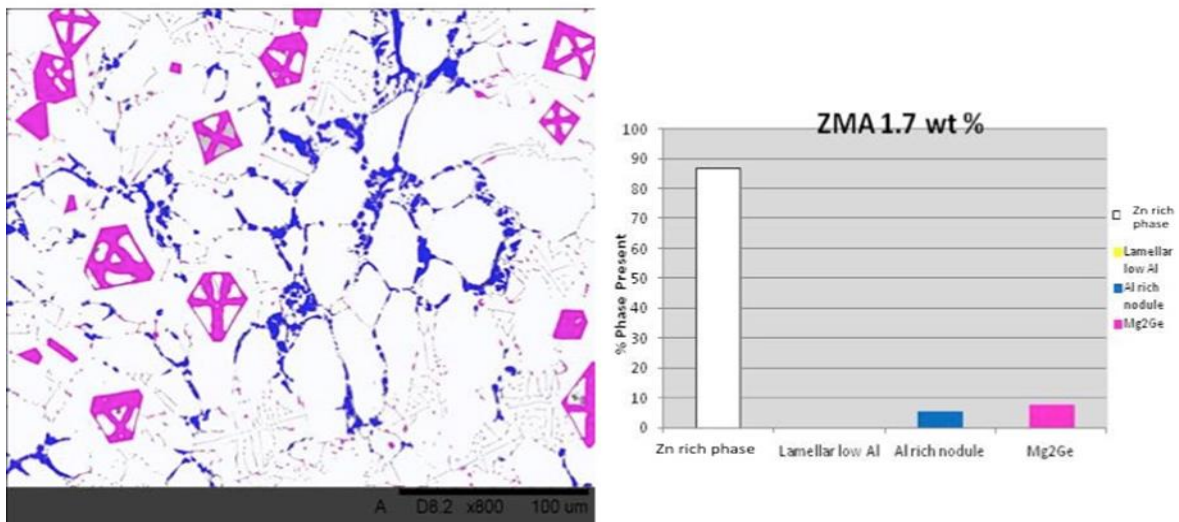 ZMA 1.7 wt %
100
90
80
70
60
50
40
30
20
10
0
% Phase Present
Zn rich phase
Lamellar low Al
Al rich nodule
Mg2Ge
Zn rich
phase
Lamellar
low Al
Al rich
nodule
Mg2Ge
A D8.2 x800 100 um